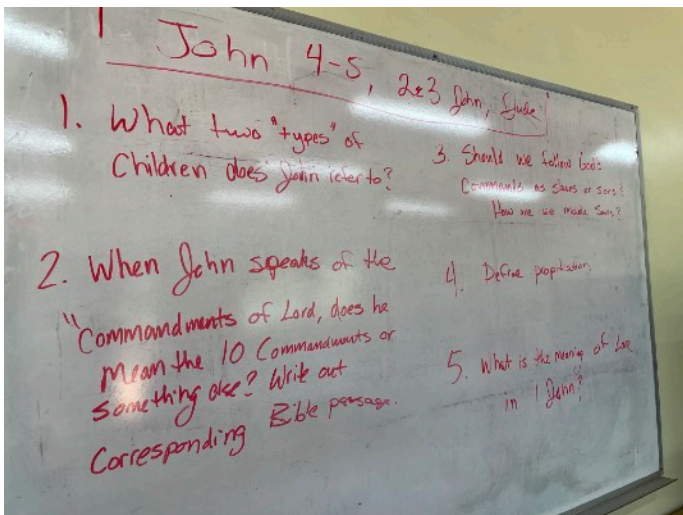 1 John 4-5, 2&3 John, Jude
1. What two "types" of
Children does John refer to?
2. When John speaks of the
"Commandments of Lord, does he
mean the 10 Commandments or
something else? Write out
Corresponding Bible passage.
3. Should we follow God's
Commands as slaves or sons?
How are we made Sons?
4. Define propitiation.
5. What is the meaning of Love
in 1 John?